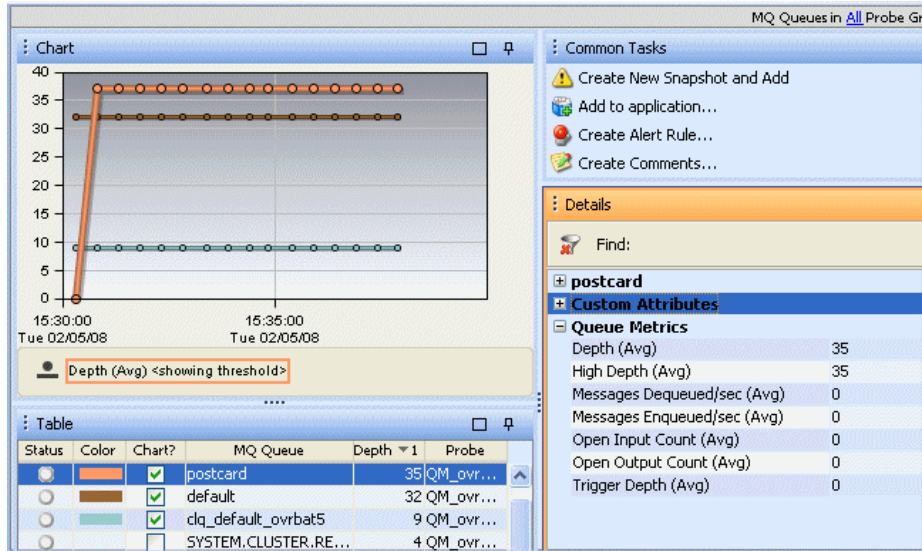 MQ Queues in All Probe Gr
Chart
40
35
30
25
20
15
10
5
0
15:30:00
Tue 02/05/08
15:35:00
Tue 02/05/08
Depth (Avg) <showing threshold>
Table
Status Color Chart? MQ Queue Depth 1 Probe
postcard 35 QM_ovr...
default 32 QM_ovr...
clq_default_ovrbat5 9 QM_ovr...
SYSTEM.CLUSTER.RE... 4 QM_ovr...
Common Tasks
Create New Snapshot and Add
Add to application...
Create Alert Rule...
Create Comments...
Details
Find:
postcard
Custom Attributes
Queue Metrics
Depth (Avg) 35
High Depth (Avg) 35
Messages Dequeued/sec (Avg) 0
Messages Enqueued/sec (Avg) 0
Open Input Count (Avg) 0
Open Output Count (Avg) 0
Trigger Depth (Avg) 0